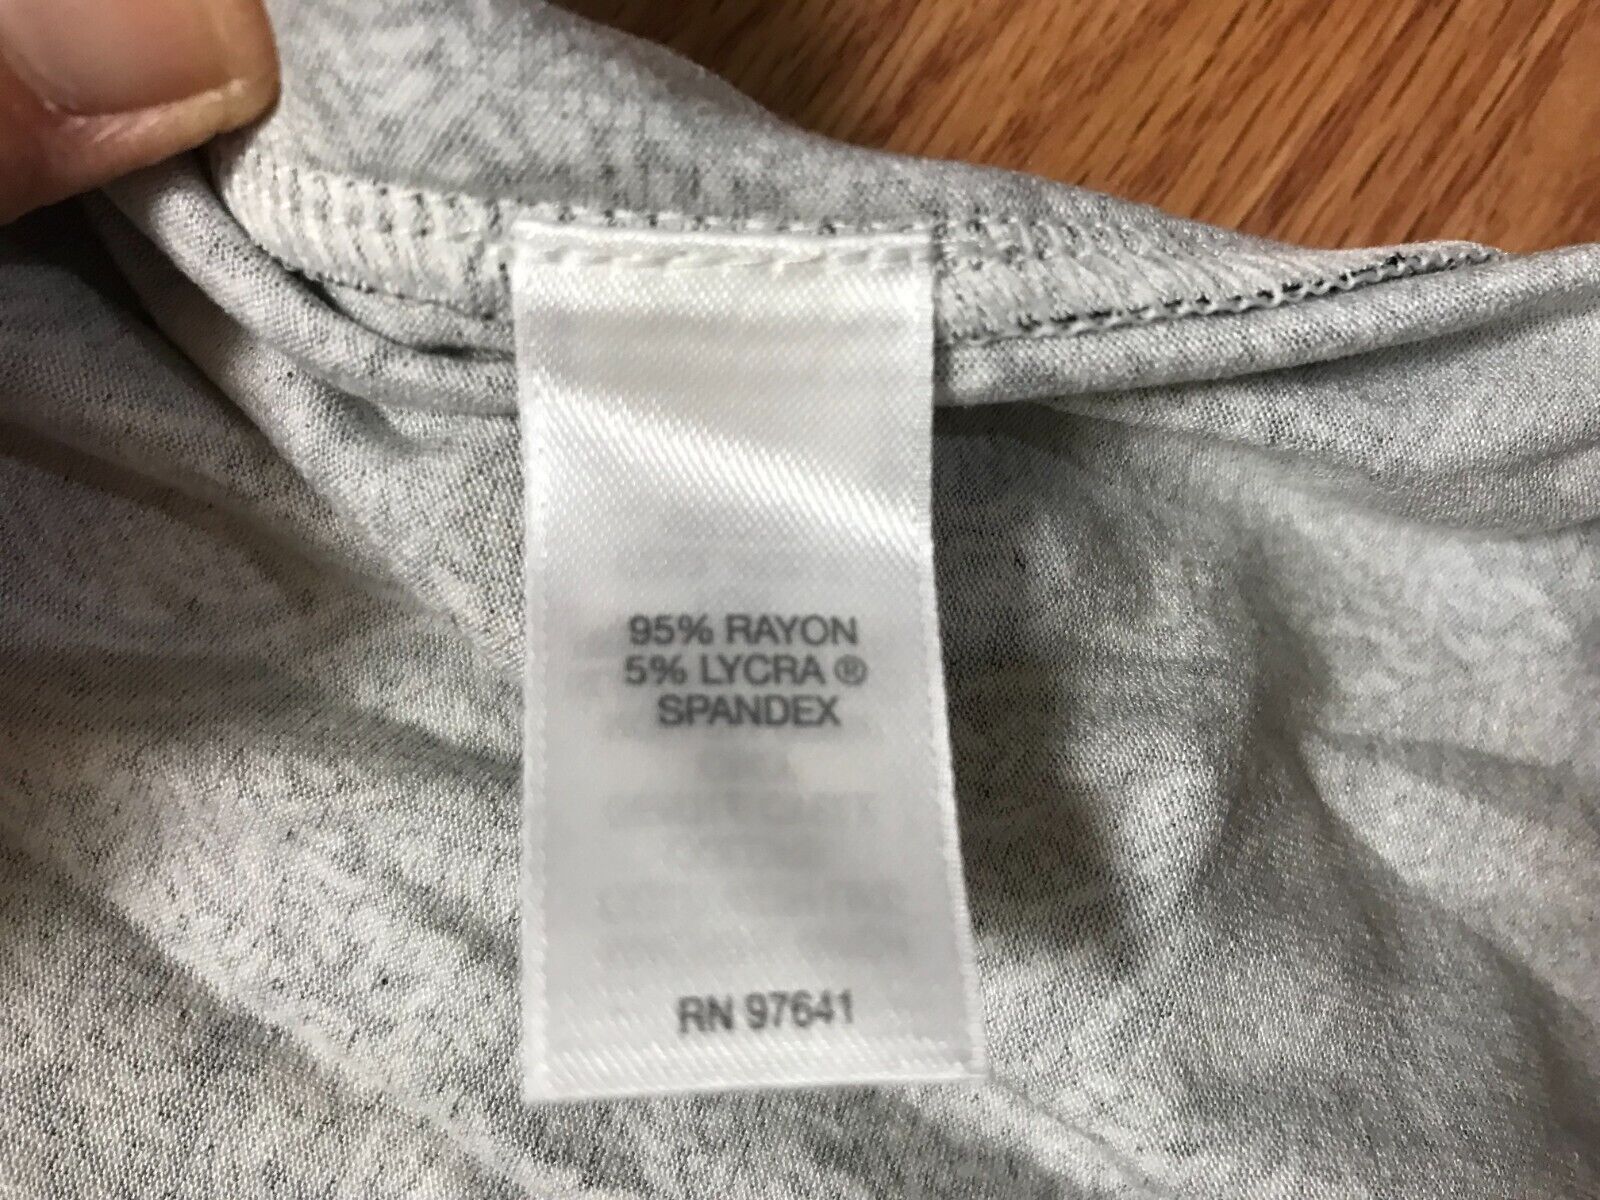 95% RAYON
5% LYCRA ®
SPANDEX
RN 97641